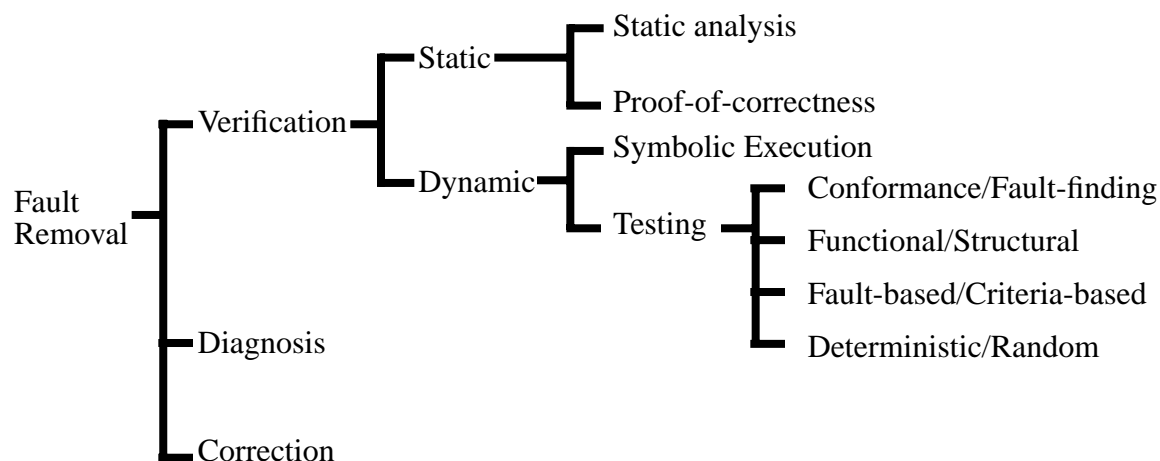 Static analysis
Static
Proof-of-correctness
Verification
Symbolic Execution
Dynamic
Conformance/Fault-finding
Fault
Removal
Testing
Functional/Structural
Fault-based/Criteria-based
Diagnosis
Deterministic/Random
Correction